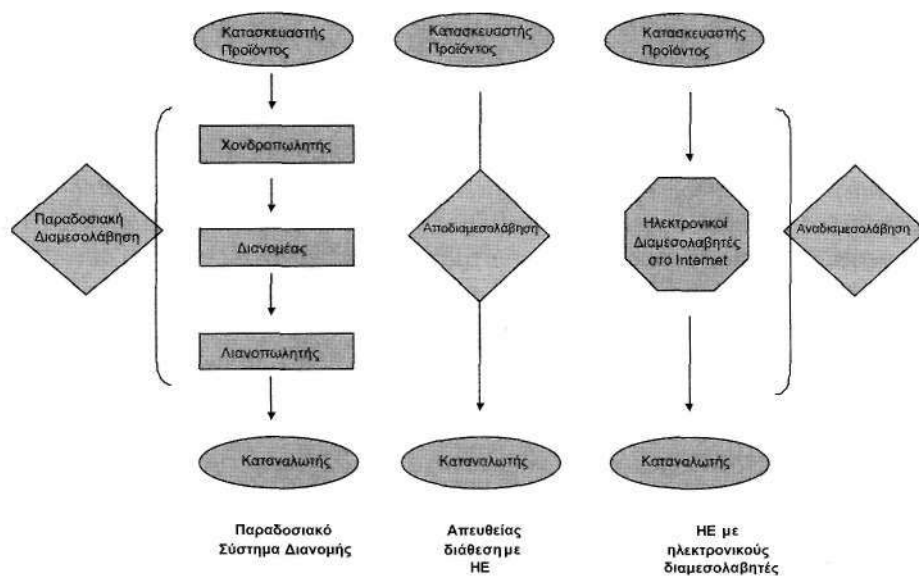 Κατασκευαστής
Προϊόντος
Κατασκευαστής
Προϊόντος
Κατασκευαστής
Προϊόντος
Χονδροπωλητής
Παραδοσιακή
Διαμεσολάβηση
Διανομέας
Λιανοπωλητής
Καταναλωτής
Αποδιαμεσολάβηση
Καταναλωτής
Ηλεκτρονικοί
Διαμεσολαβητές
στο Internet
Αναδιαμεσολάβηση
Καταναλωτής
Παραδοσιακό
Σύστημα Διανομής
Απευθείας
διάθεση με
ΗΕ
ΗΕ με
ηλεκτρονικούς
διαμεσολαβητές